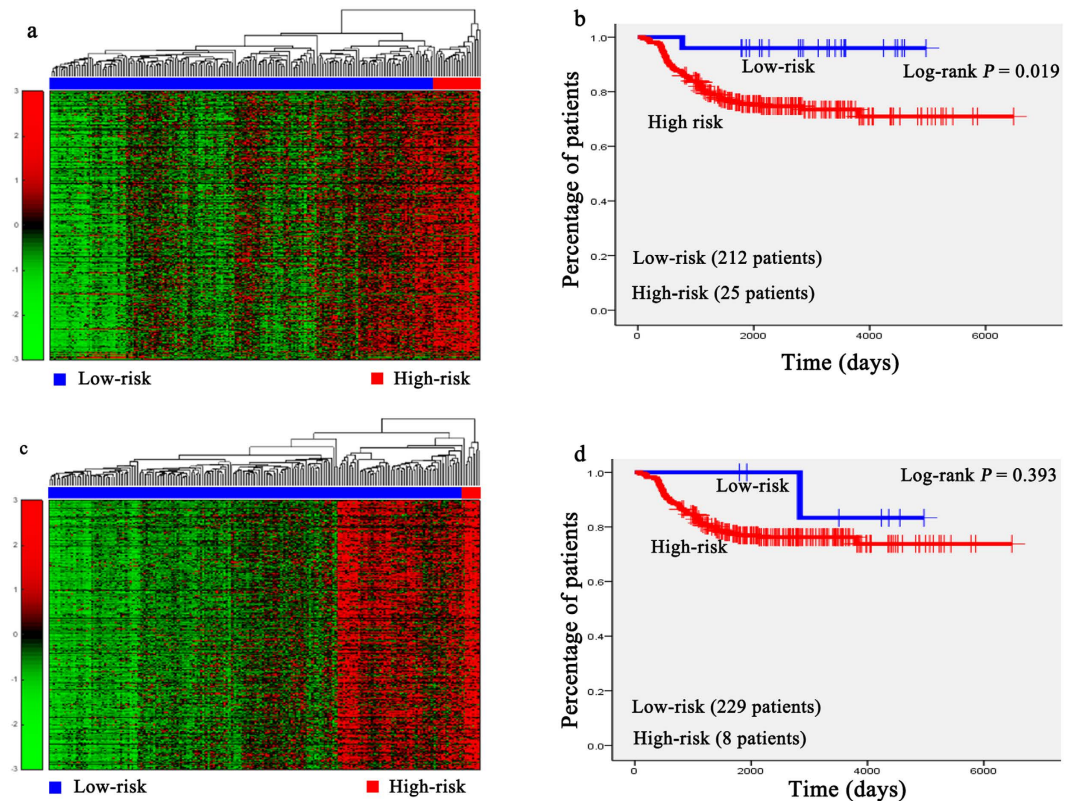 a
3
2
1
0
-1
-2
-3
Low-risk
High-risk
b
1.0
0.8
0.6
0.4
0.2
0.0
Percentage of patients
Low-risk
Log-rank P = 0.019
High risk
Low-risk (212 patients)
High-risk (25 patients)
0
2000
4000
6000
Time (days)
c
3
2
1
0
-1
-2
-3
Low-risk
High-risk
d
1.0
0.8
0.6
0.4
0.2
0.0
Percentage of patients
Log-rank P = 0.393
Low-risk
High-risk
Low-risk (229 patients)
High-risk (8 patients)
0
2000
4000
6000
Time (days)